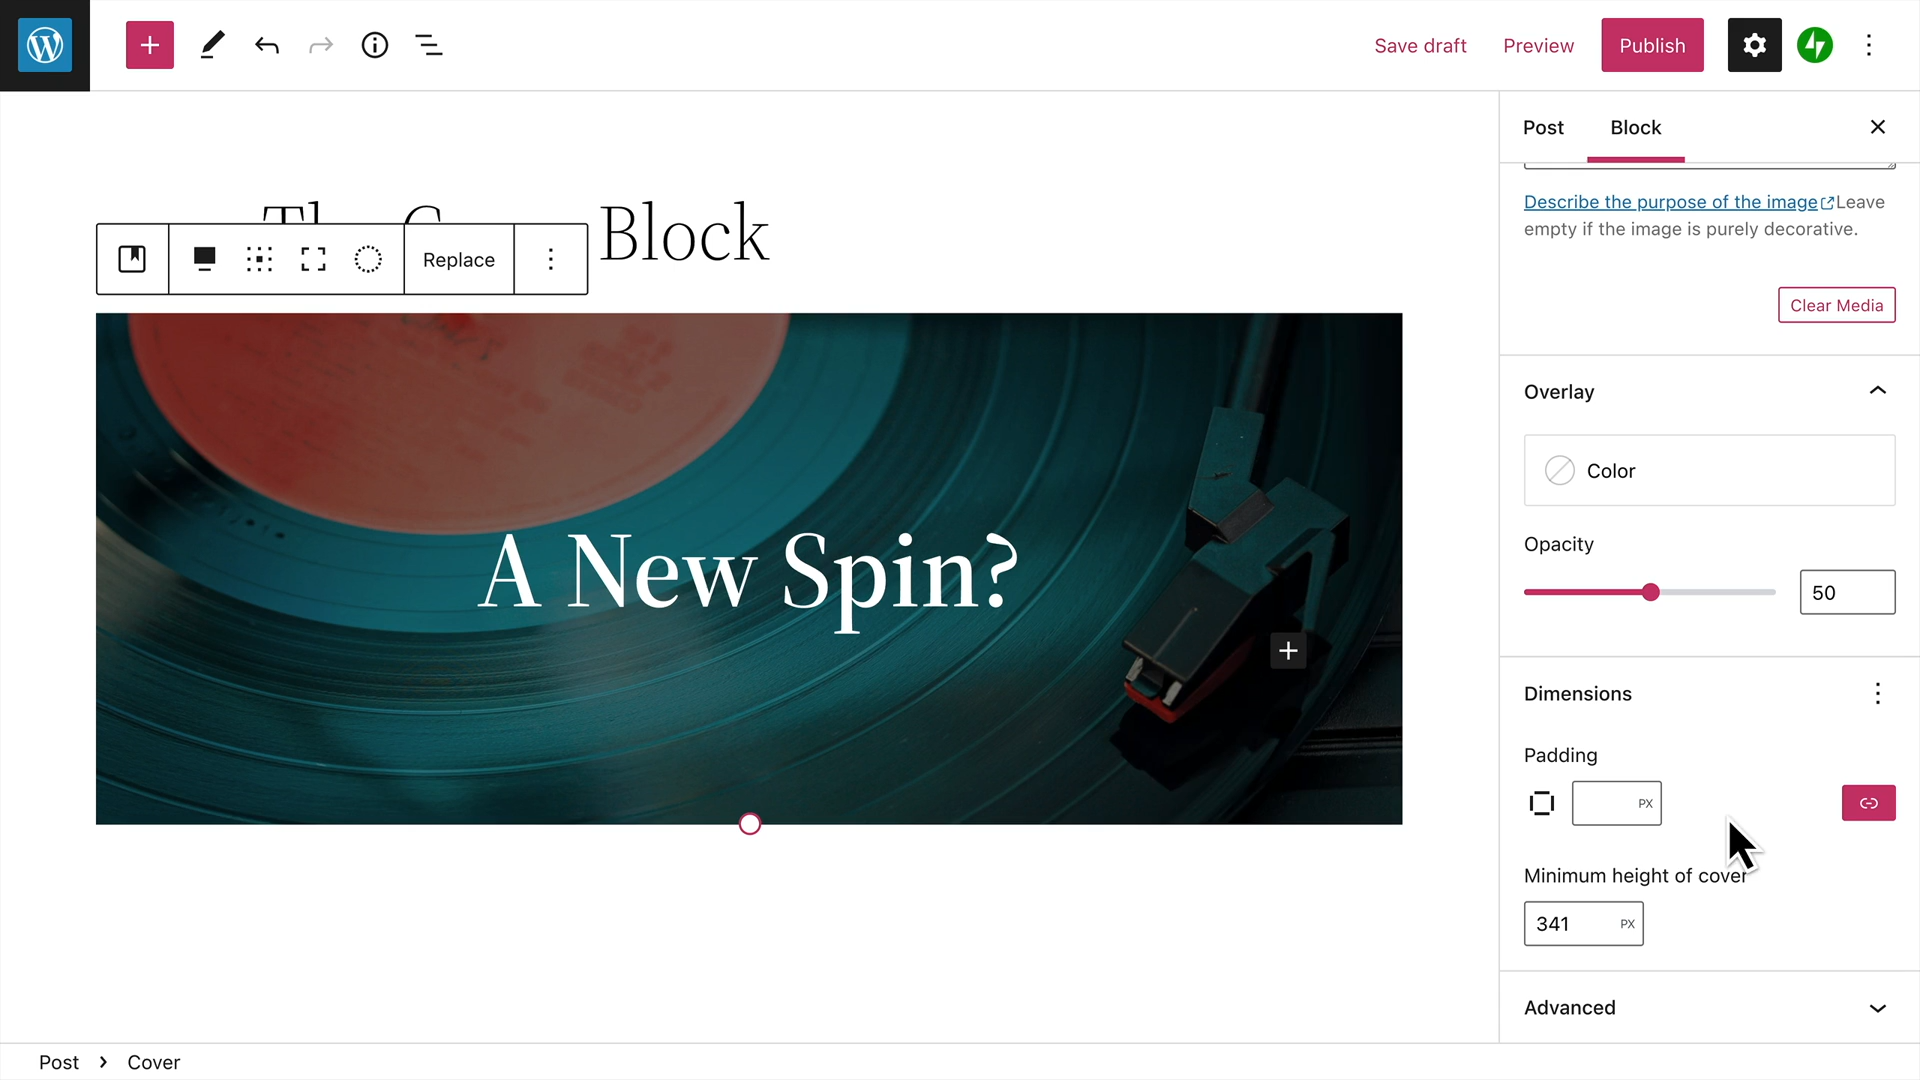 Save draft
Preview
Publish
Post
Block
Describe the purpose of the image Leave
empty if the image is purely decorative.
Clear Media
Block
Replace
A New Spin?
Overlay
Color
Opacity
50
Dimensions
Padding
PX
Minimum height of cover
341 PX
Advanced
Post > Cover